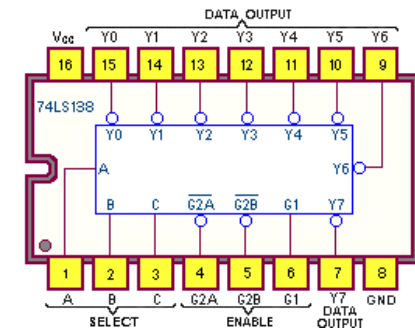 DATA OUTPUT
VCC Y0 Y1 Y2 Y3 Y4 Y5 Y6
16 15 14 13 12 11 10 9
74LS138
Y0 Y1 Y2 Y3 Y4 Y5
A Y6
B C G2A G2B G1 Y7
1 2 3 4 5 6 7 8
A B C G2A G2B G1 Y7 GND
SELECT ENABLE DATA
OUTPUT